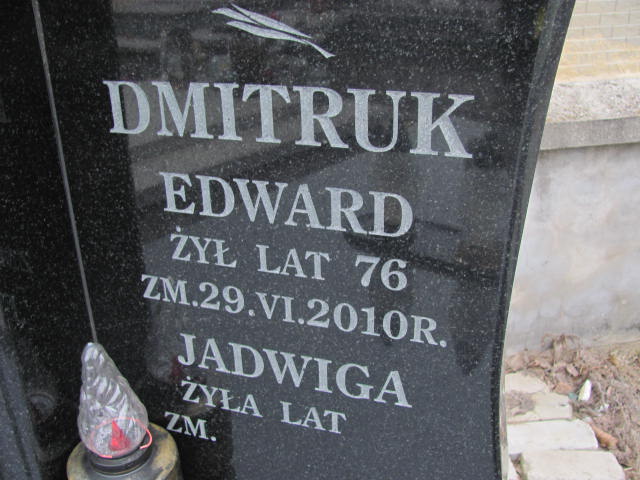 DMITRUK
EDWARD
ŻYŁ LAT 76
ZM.29.VI.2010R.
JADWIGA
ŻYŁA LAT
ZM.